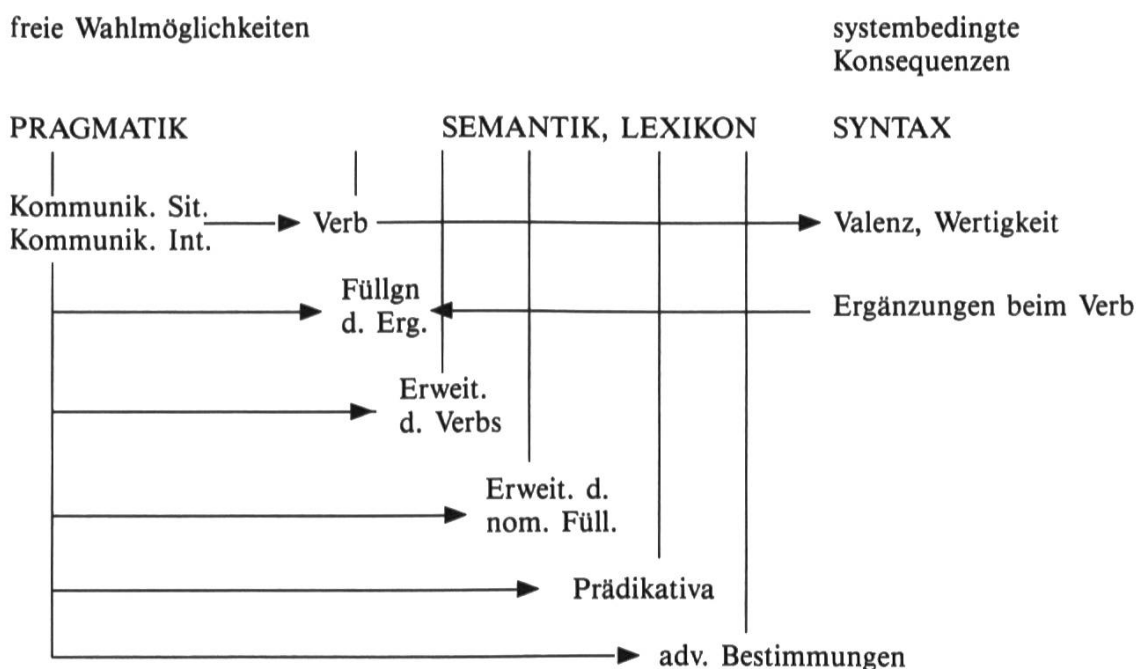 freie Wahlmöglichkeiten
systembedingte
Konsequenzen
PRAGMATIK
SEMANTIK, LEXIKON
SYNTAX
Kommunik. Sit.
Kommunik. Int.
Verb
Valenz, Wertigkeit
Füllgn
d. Erg.
Ergänzungen beim Verb
Erweit.
d. Verbs
Erweit. d.
nom. Füll.
Prädikativa
adv. Bestimmungen